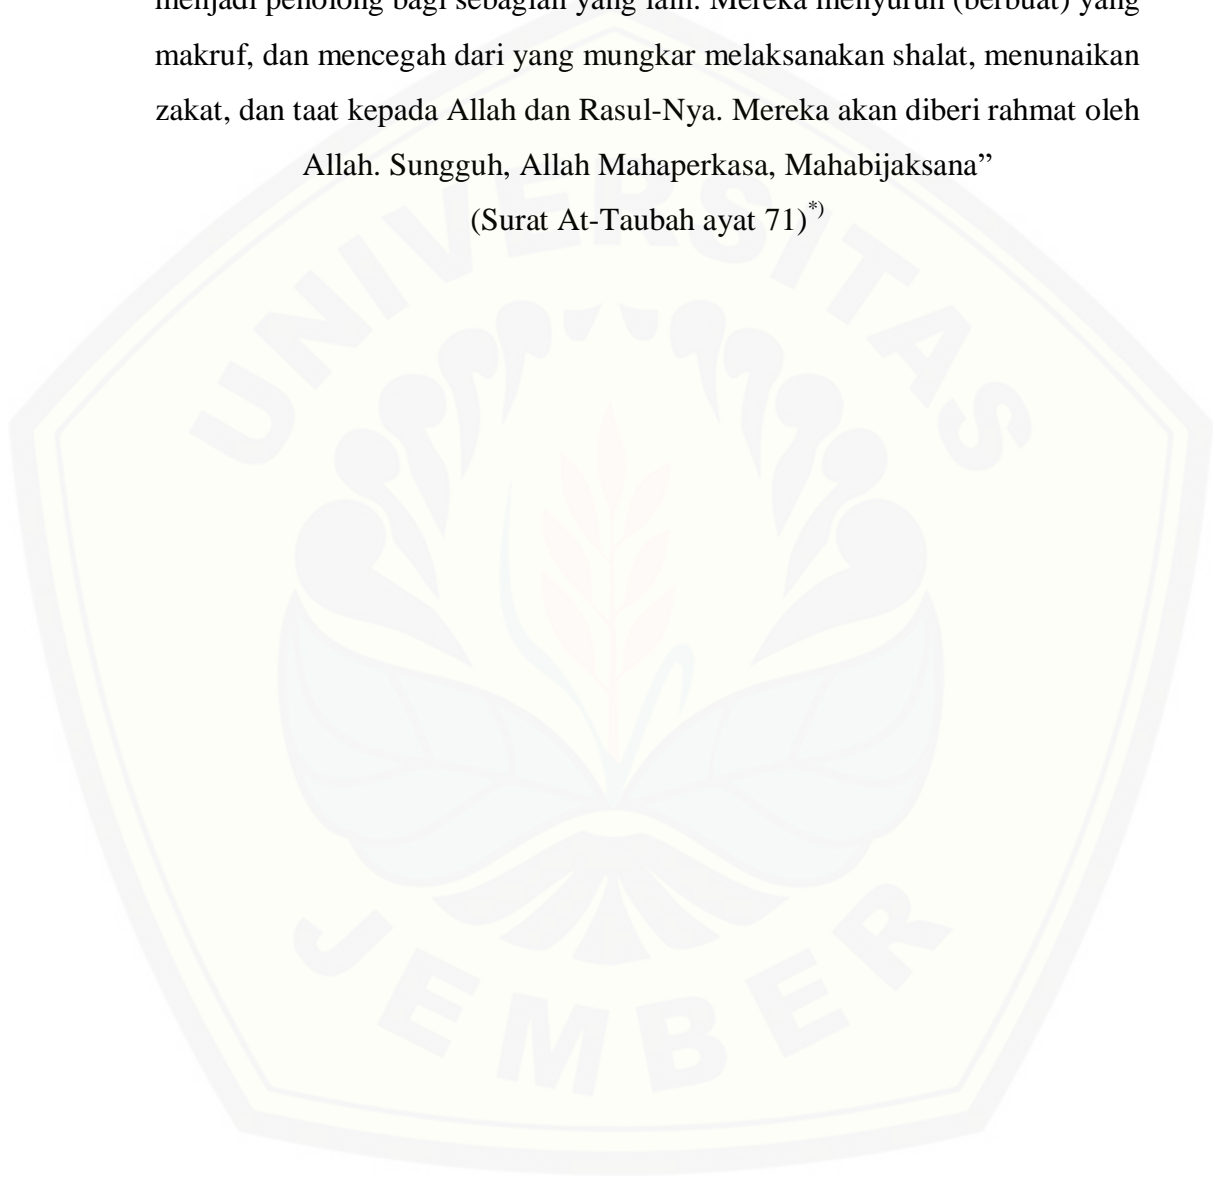 menjadi penolong bagi sebagian yang lain. Mereka menyuruh (berbuat) yang
makruf, dan mencegah dari yang mungkar melaksanakan shalat, menunaikan
zakat, dan taat kepada Allah dan Rasul-Nya. Mereka akan diberi rahmat oleh
Allah. Sungguh, Allah Mahaperkasa, Mahabijaksana”
(Surat At-Taubah ayat 71)*)
UNIVERSITAS
JEMBER